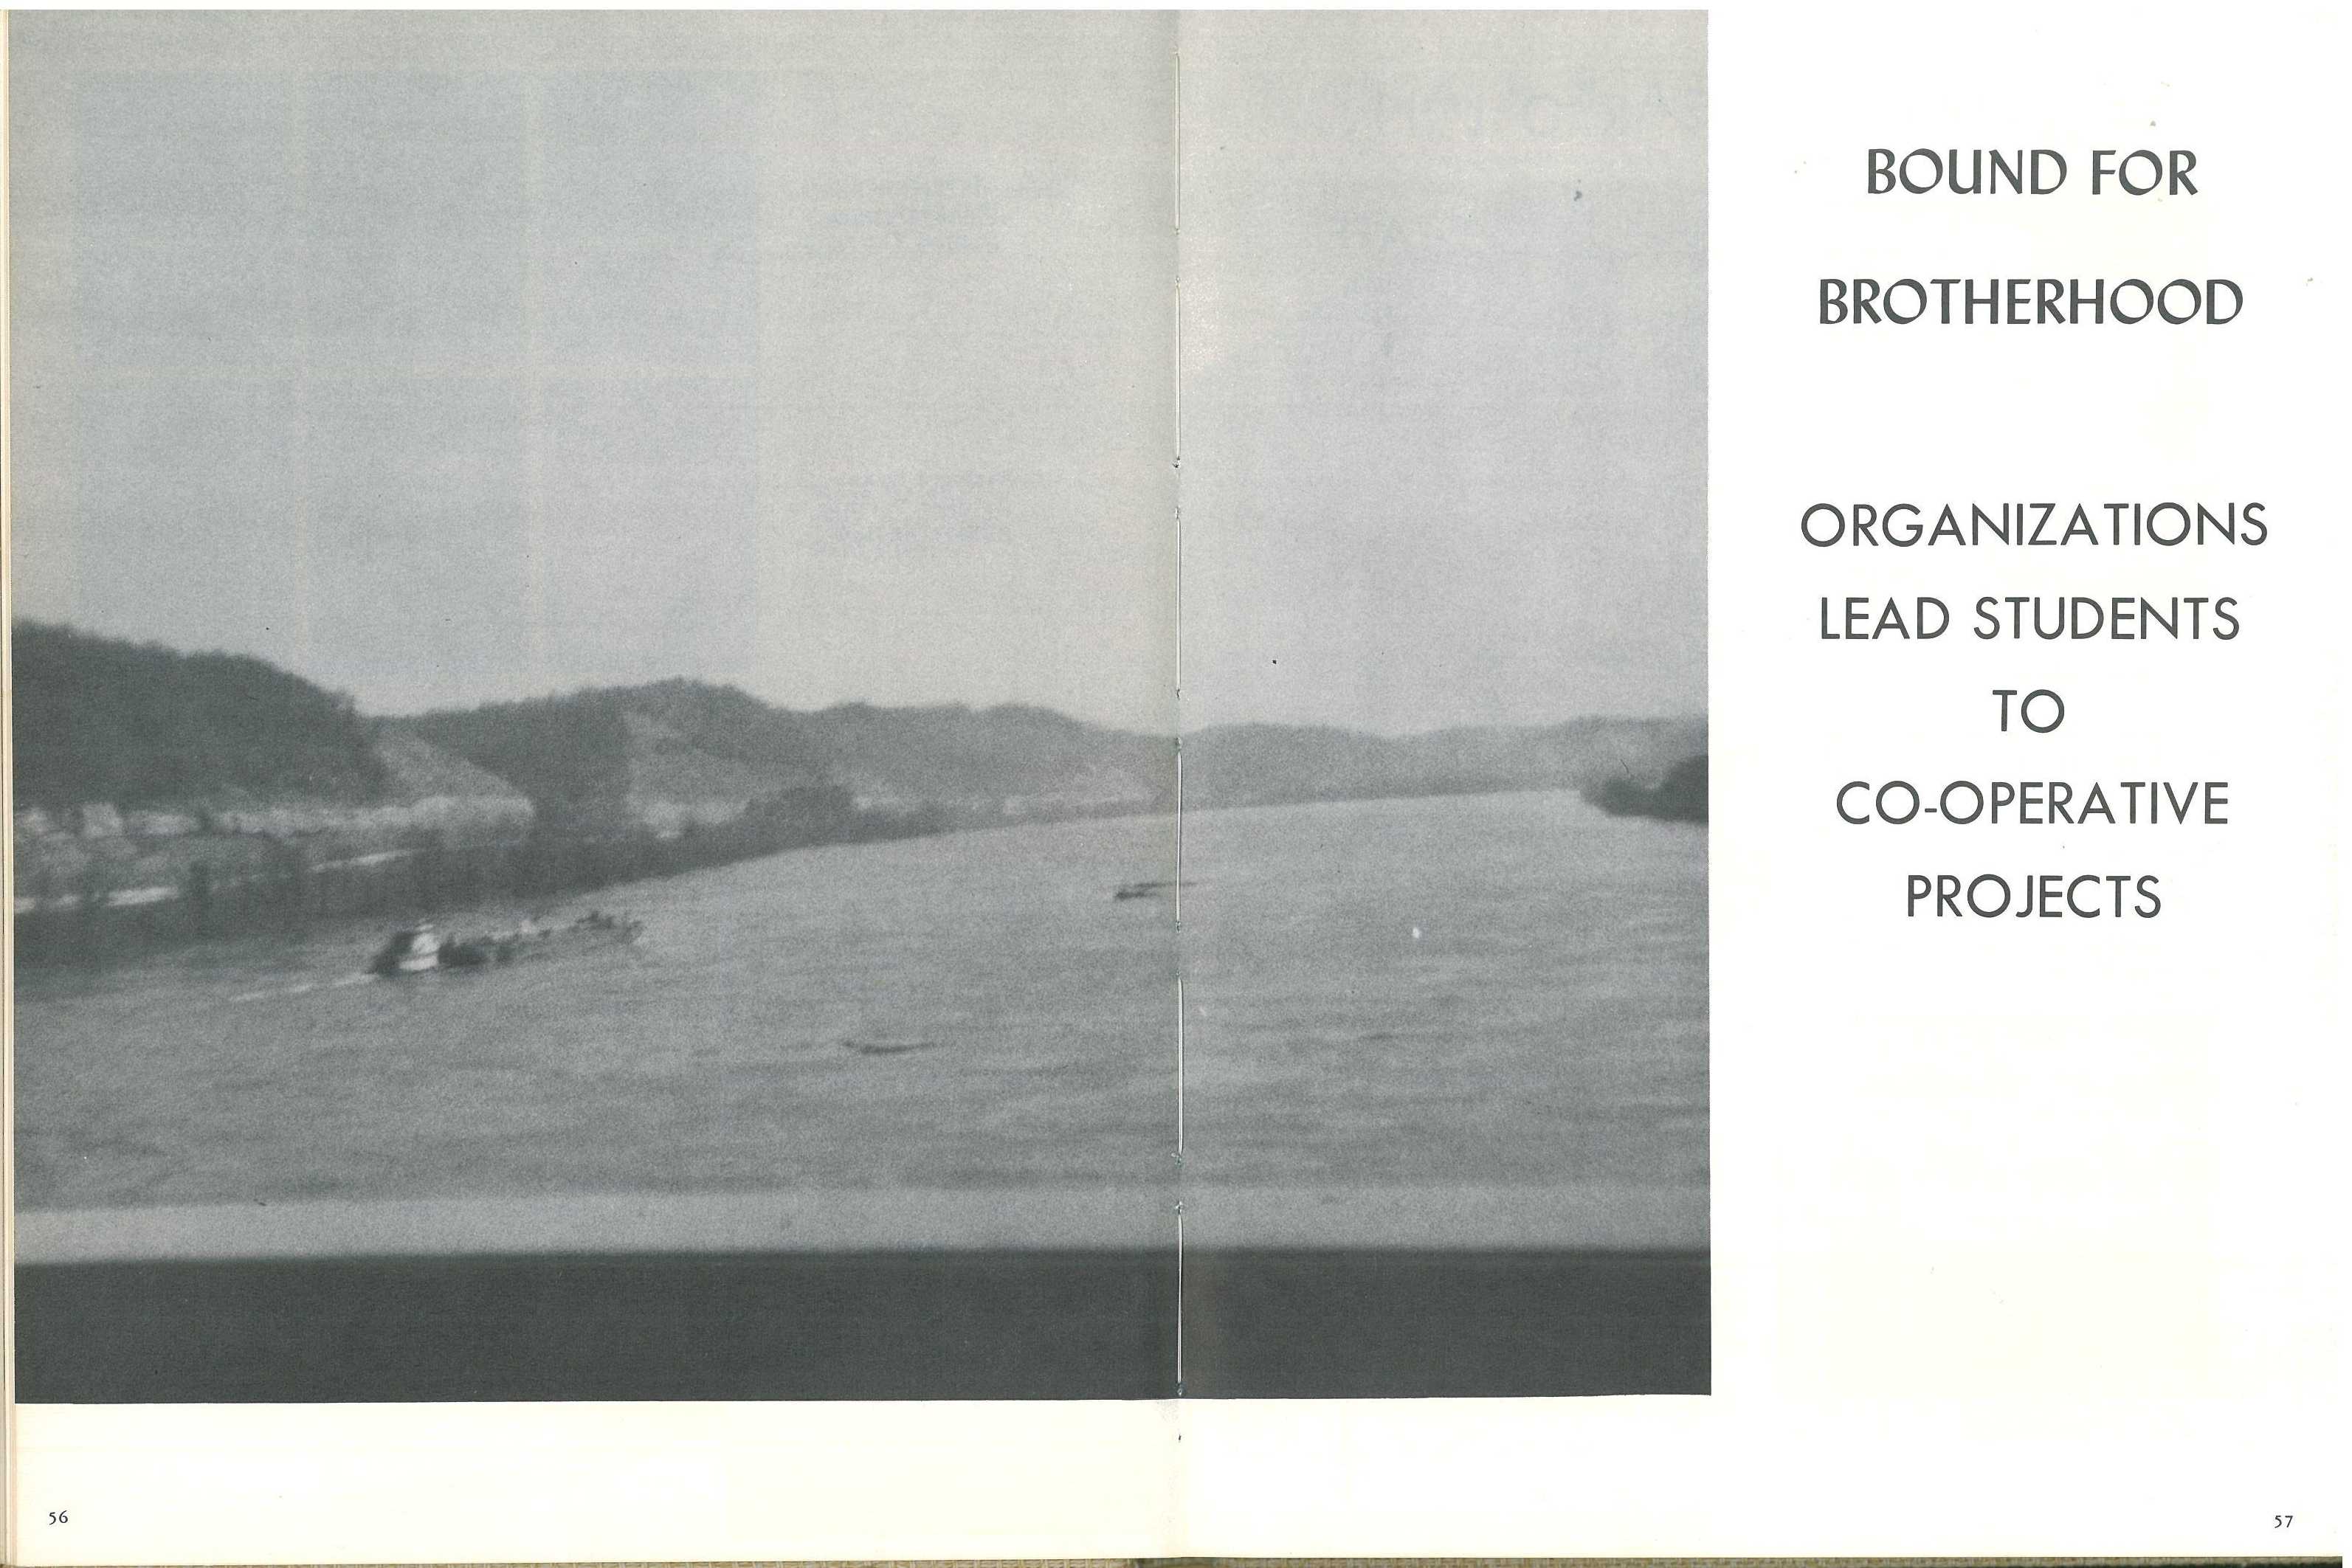 BOUND FOR
BROTHERHOOD
ORGANIZATIONS
LEAD STUDENTS
TO
CO-OPERATIVE
PROJECTS
56
57